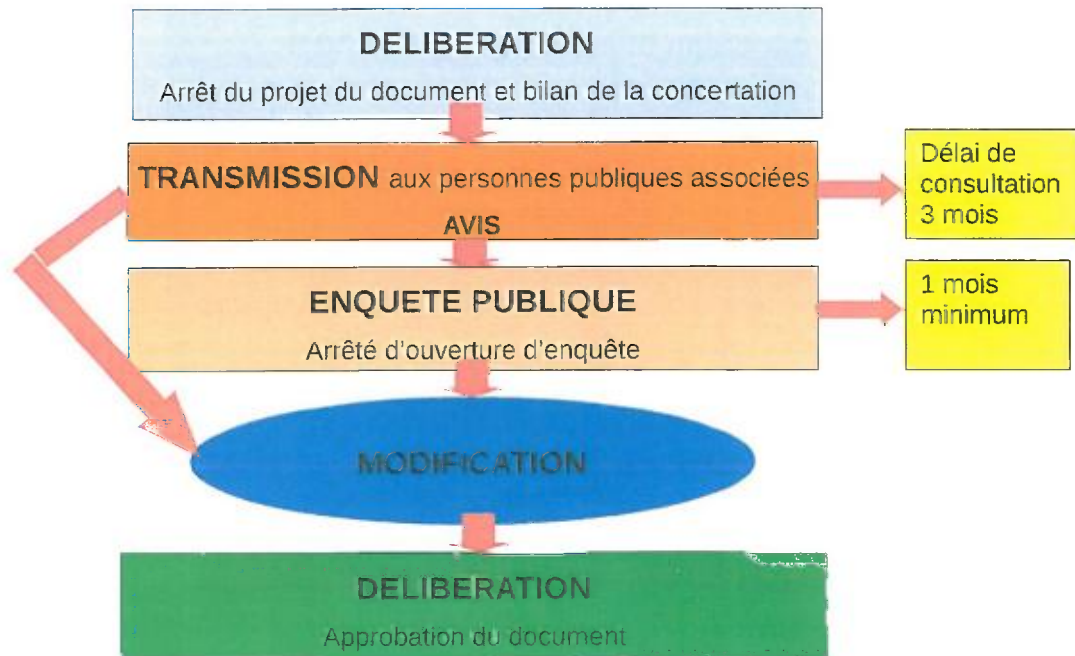 DELIBERATION
Arrêt du projet du document et bilan de la concertation
TRANSMISSION aux personnes publiques associées
AVIS
Délai de
consultation
3 mois
ENQUETE PUBLIQUE
Arrêté d'ouverture d'enquête
1 mois
minimum
MODIFICATION
DELIBERATION
Approbation du document